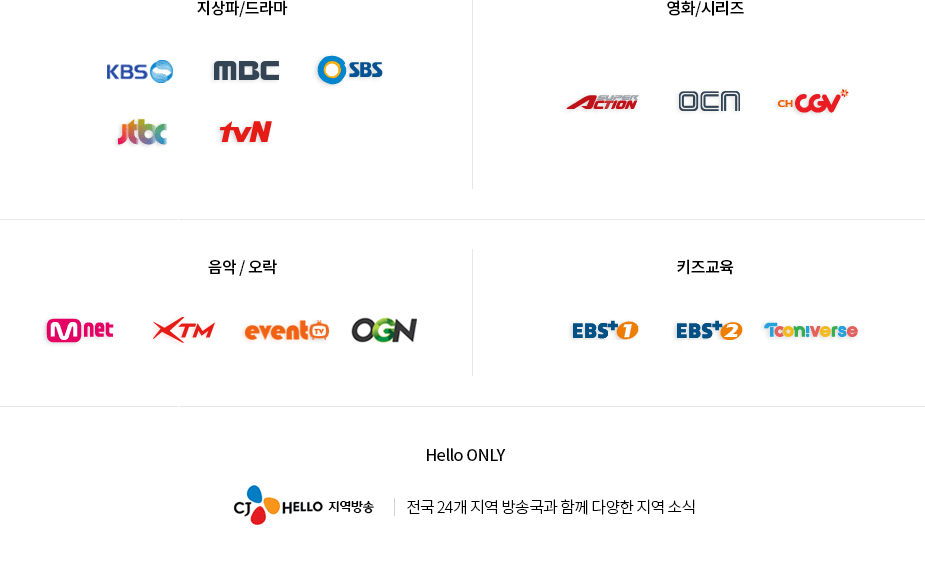 지상파/드라마
KBS MBC SBS
jtbc tvN
영화/시리즈
SUPER ACTION OCN CH CGV
음악 / 오락
Mnet XTM eventTV OGN
키즈교육
EBS+1 EBS+2 Tooniverse
Hello ONLY
CJ HELLO 지역방송 전국 24개 지역 방송국과 함께 다양한 지역 소식